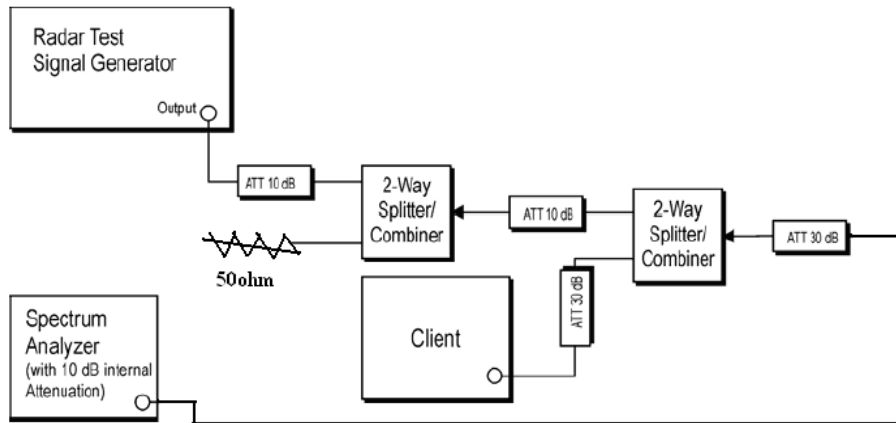 Radar Test
Signal Generator
Output
ATT 10 dB
2-Way
Splitter/
Combiner
ATT 10 dB
2-Way
Splitter/
Combiner
ATT 30 dB
50ohm
ATT 30 dB
Client
Spectrum
Analyzer
(with 10 dB internal
Attenuation)